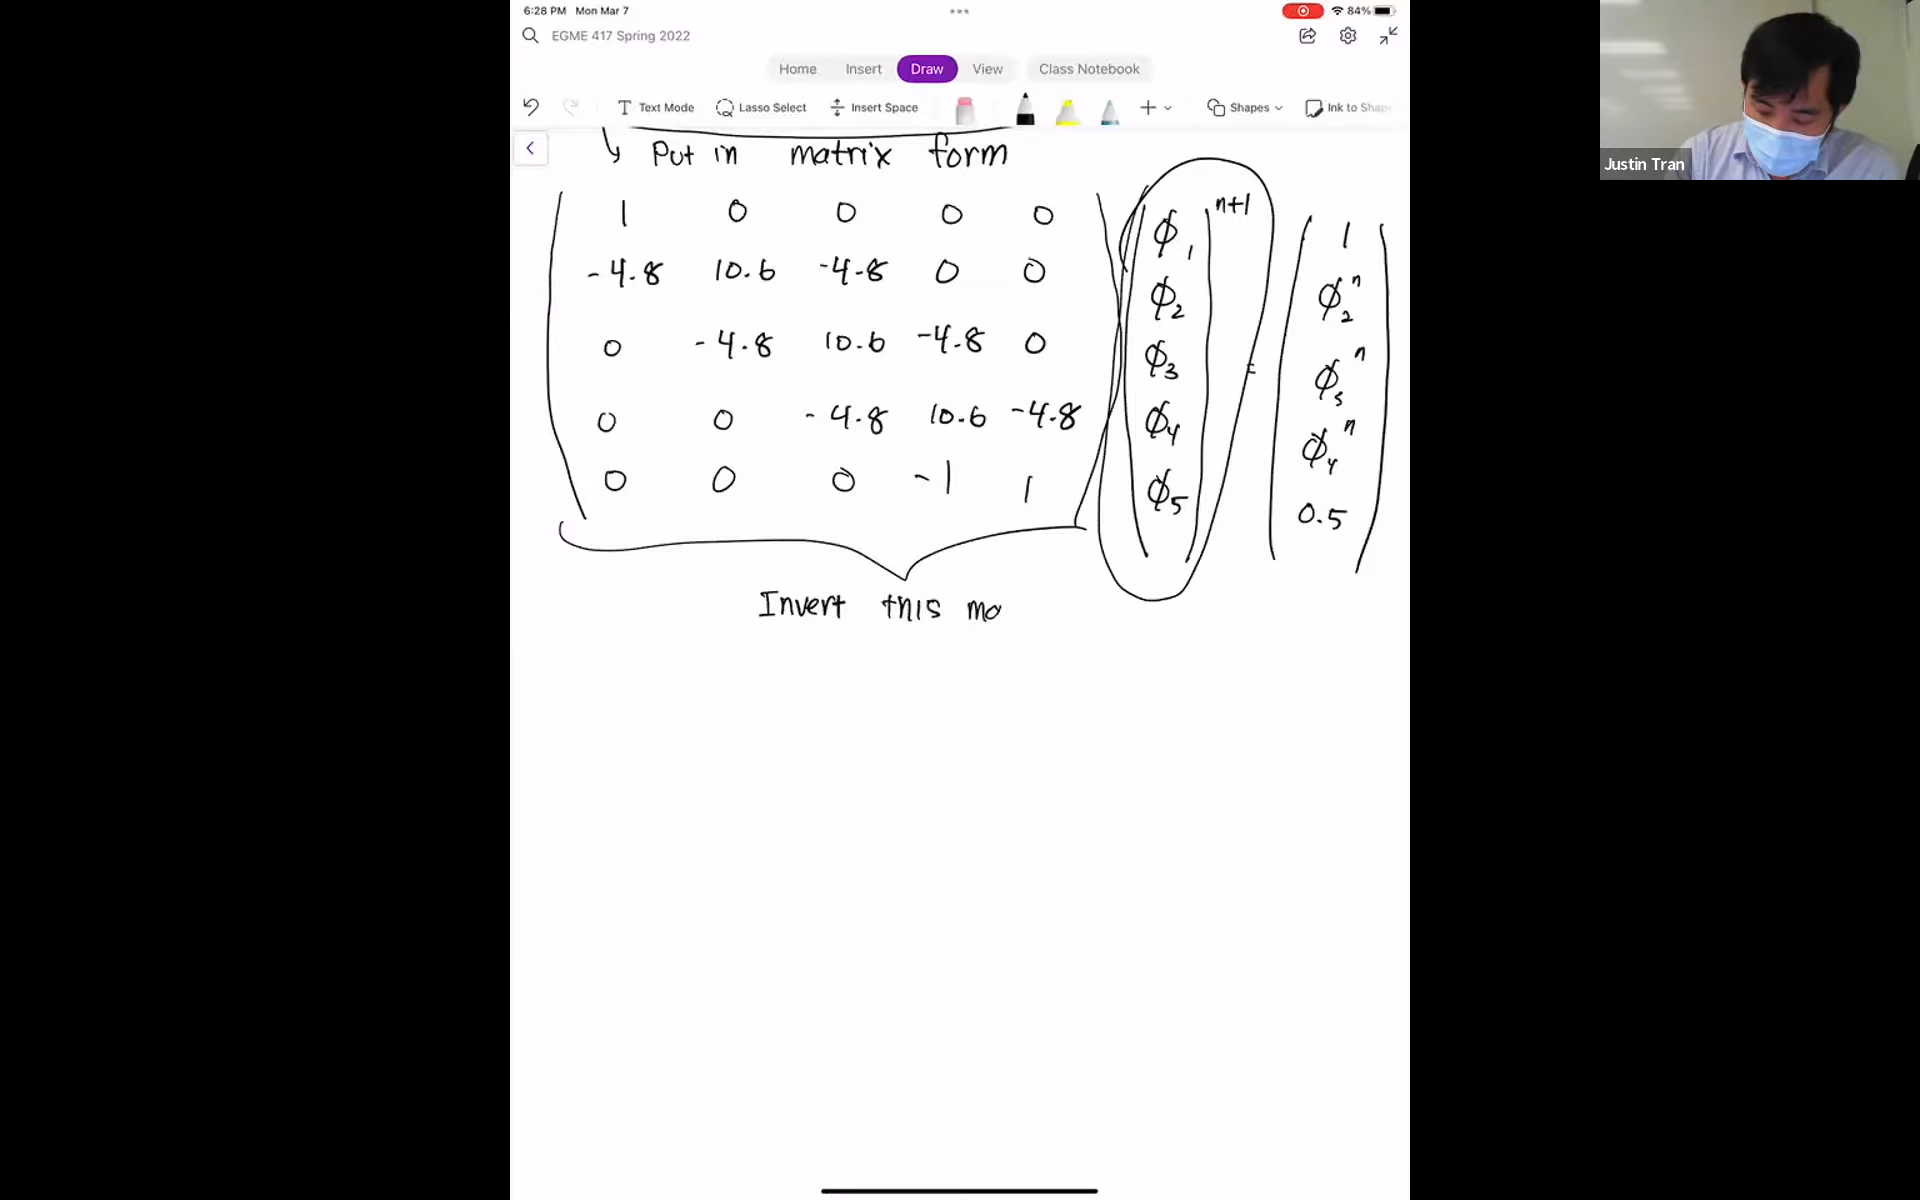 6:28 PM Mon Mar 7
84%
EGME 417 Spring 2022
Home Insert Draw View Class Notebook
Text Mode Lasso Select Insert Space Shapes Ink to Shap
Justin Tran
Put in matrix form
1 0 0 0 0 ϕ1 n+1 1
-4.8 10.6 -4.8 0 0 ϕ2 ϕ2 n
0 -4.8 10.6 -4.8 0 ϕ3 = ϕ3 n
0 0 -4.8 10.6 -4.8 ϕ4 ϕ4 n
0 0 0 -1 1 ϕ5 0.5
Invert this ma